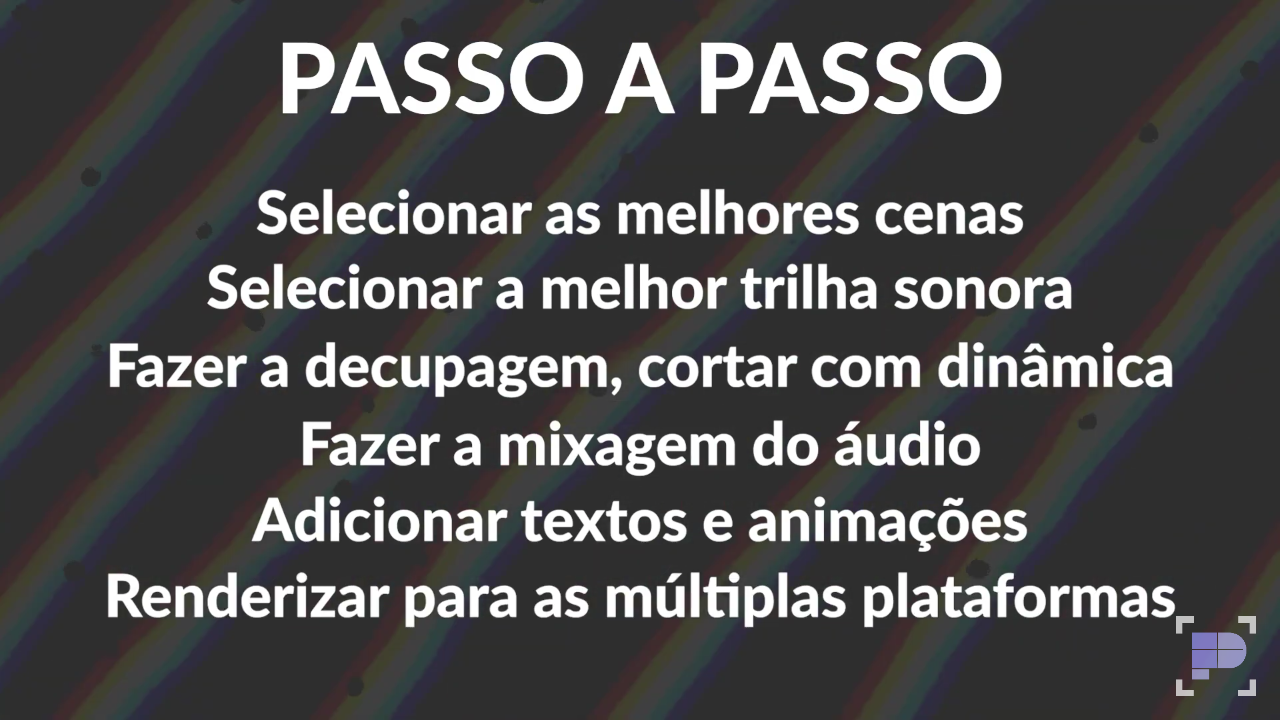 PASSO A PASSO
Selecionar as melhores cenas
Selecionar a melhor trilha sonora
Fazer a decupagem, cortar com dinâmica
Fazer a mixagem do áudio
Adicionar textos e animações
Renderizar para as múltiplas plataformas